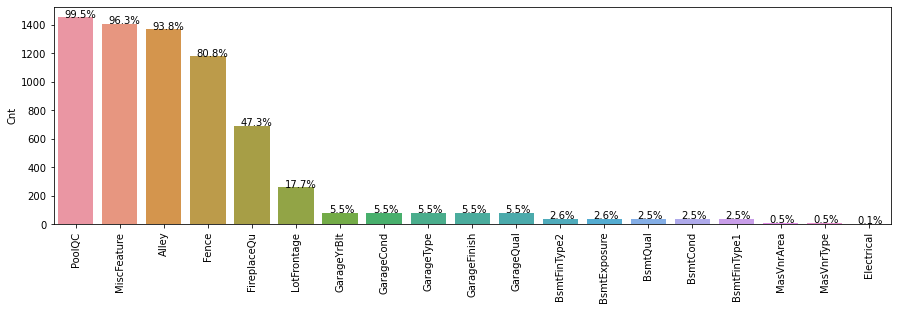 99.5%
96.3%
93.8%
80.8%
47.3%
17.7%
5.5%
5.5%
5.5%
5.5%
5.5%
2.6%
2.6%
2.5%
2.5%
2.5%
0.5%
0.5%
0.1%
1400
1200
1000
800
600
400
200
0
Cnt
PoolQC
MiscFeature
Alley
Fence
FireplaceQu
LotFrontage
GarageYrBlt
GarageCond
GarageType
GarageFinish
GarageQual
BsmtFinType2
BsmtExposure
BsmtQual
BsmtCond
BsmtFinType1
MasVnrArea
MasVnrType
Electrical